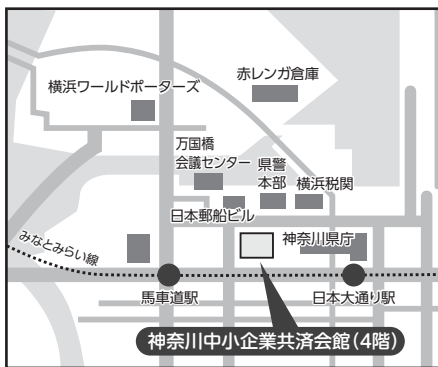 赤レンガ倉庫
横浜ワールドポーターズ
万国橋
会議センター
県警
本部
横浜税関
日本郵船ビル
みなとみらい線
神奈川県庁
馬車道駅
日本大通り駅
神奈川中小企業共済会館(4階)